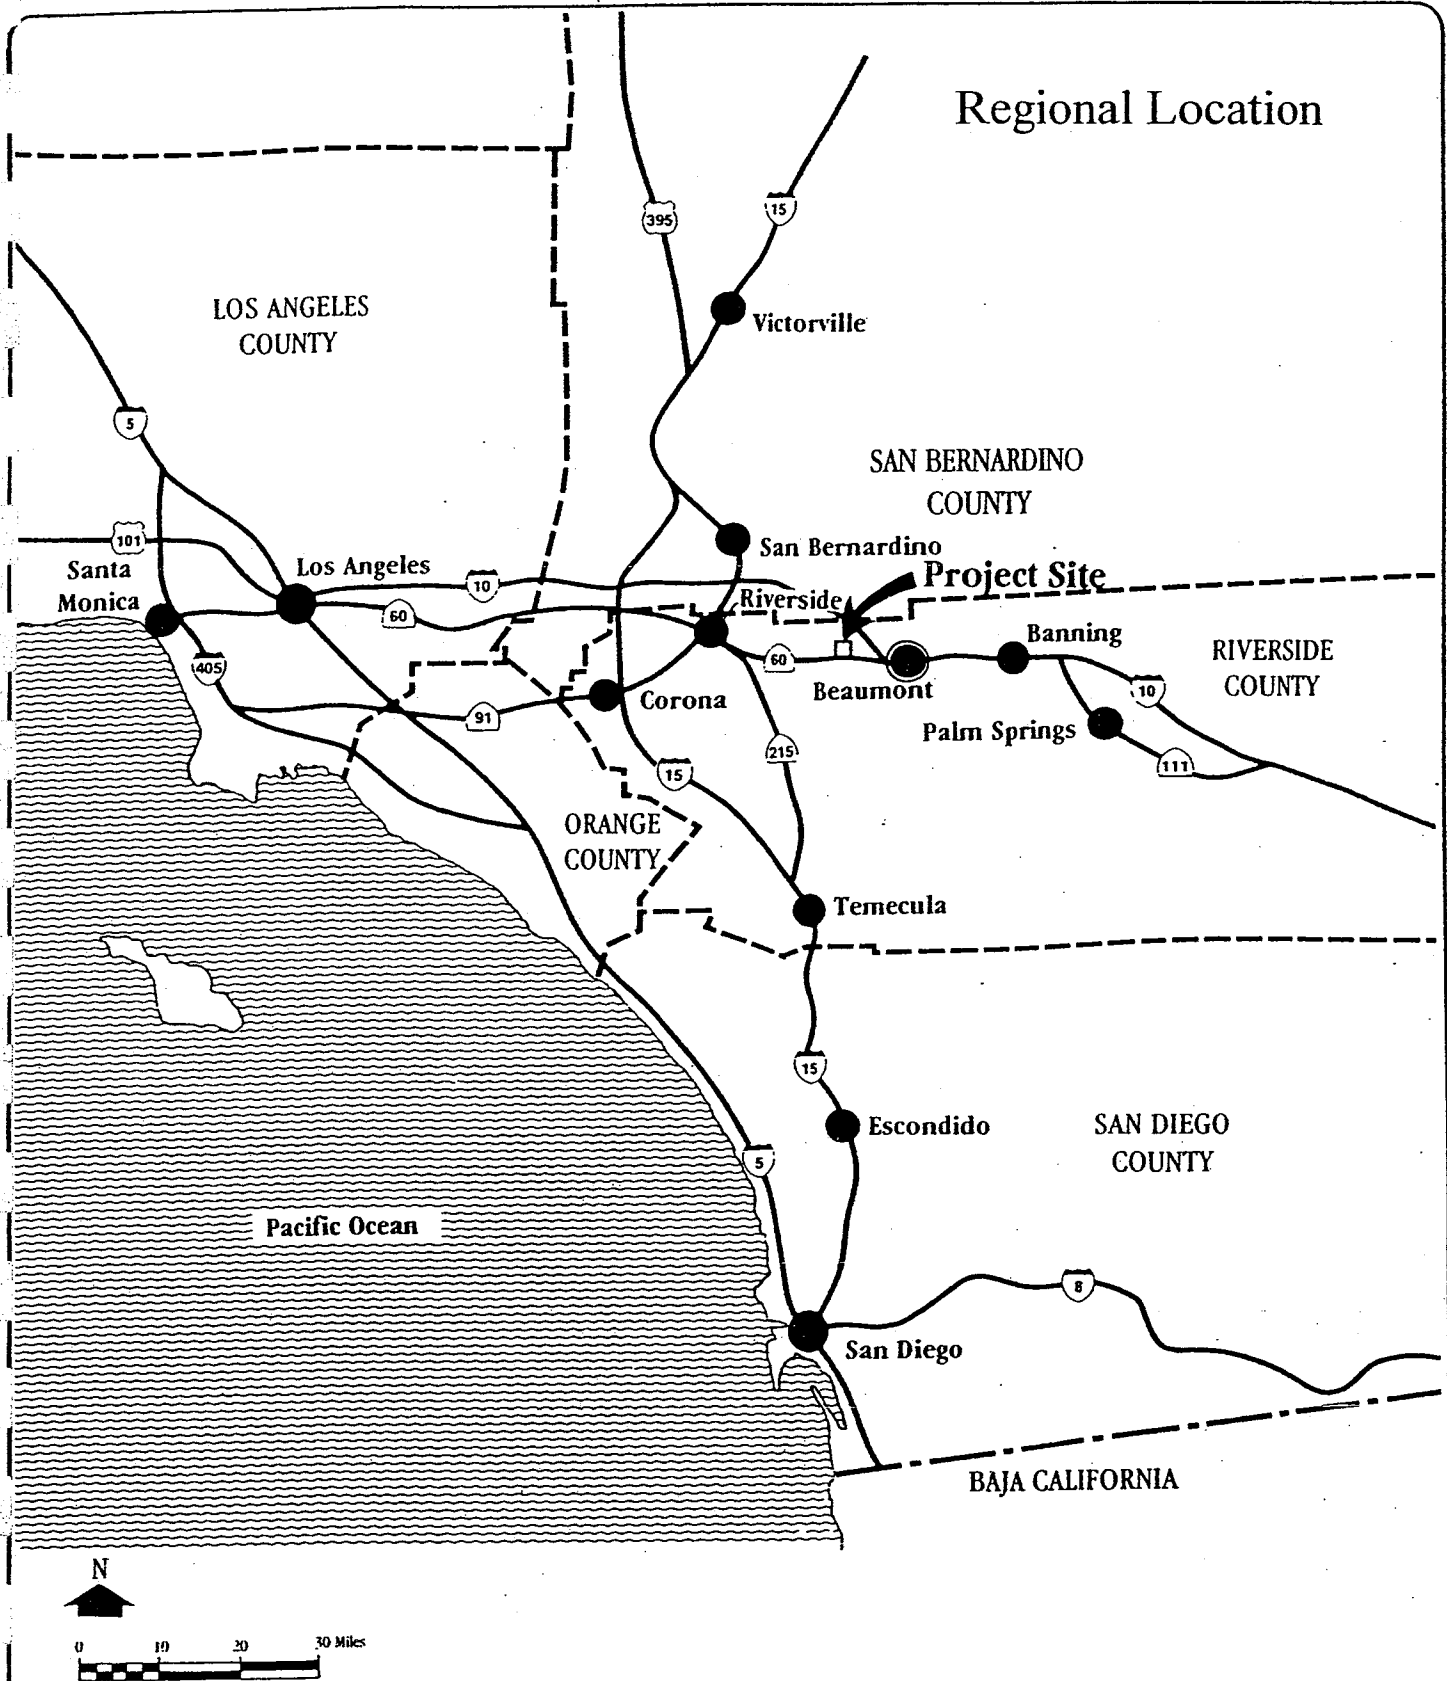 Regional Location
395
15
LOS ANGELES
COUNTY
Victorville
5
SAN BERNARDINO
COUNTY
101
San Bernardino
Santa
Monica
Los Angeles
10
60
Project Site
Riverside
405
60
Banning
RIVERSIDE
COUNTY
Beaumont
10
Corona
91
Palm Springs
215
111
15
ORANGE
COUNTY
Temecula
15
Escondido
SAN DIEGO
COUNTY
5
Pacific Ocean
8
San Diego
BAJA CALIFORNIA
N
0 10 20 30 Miles